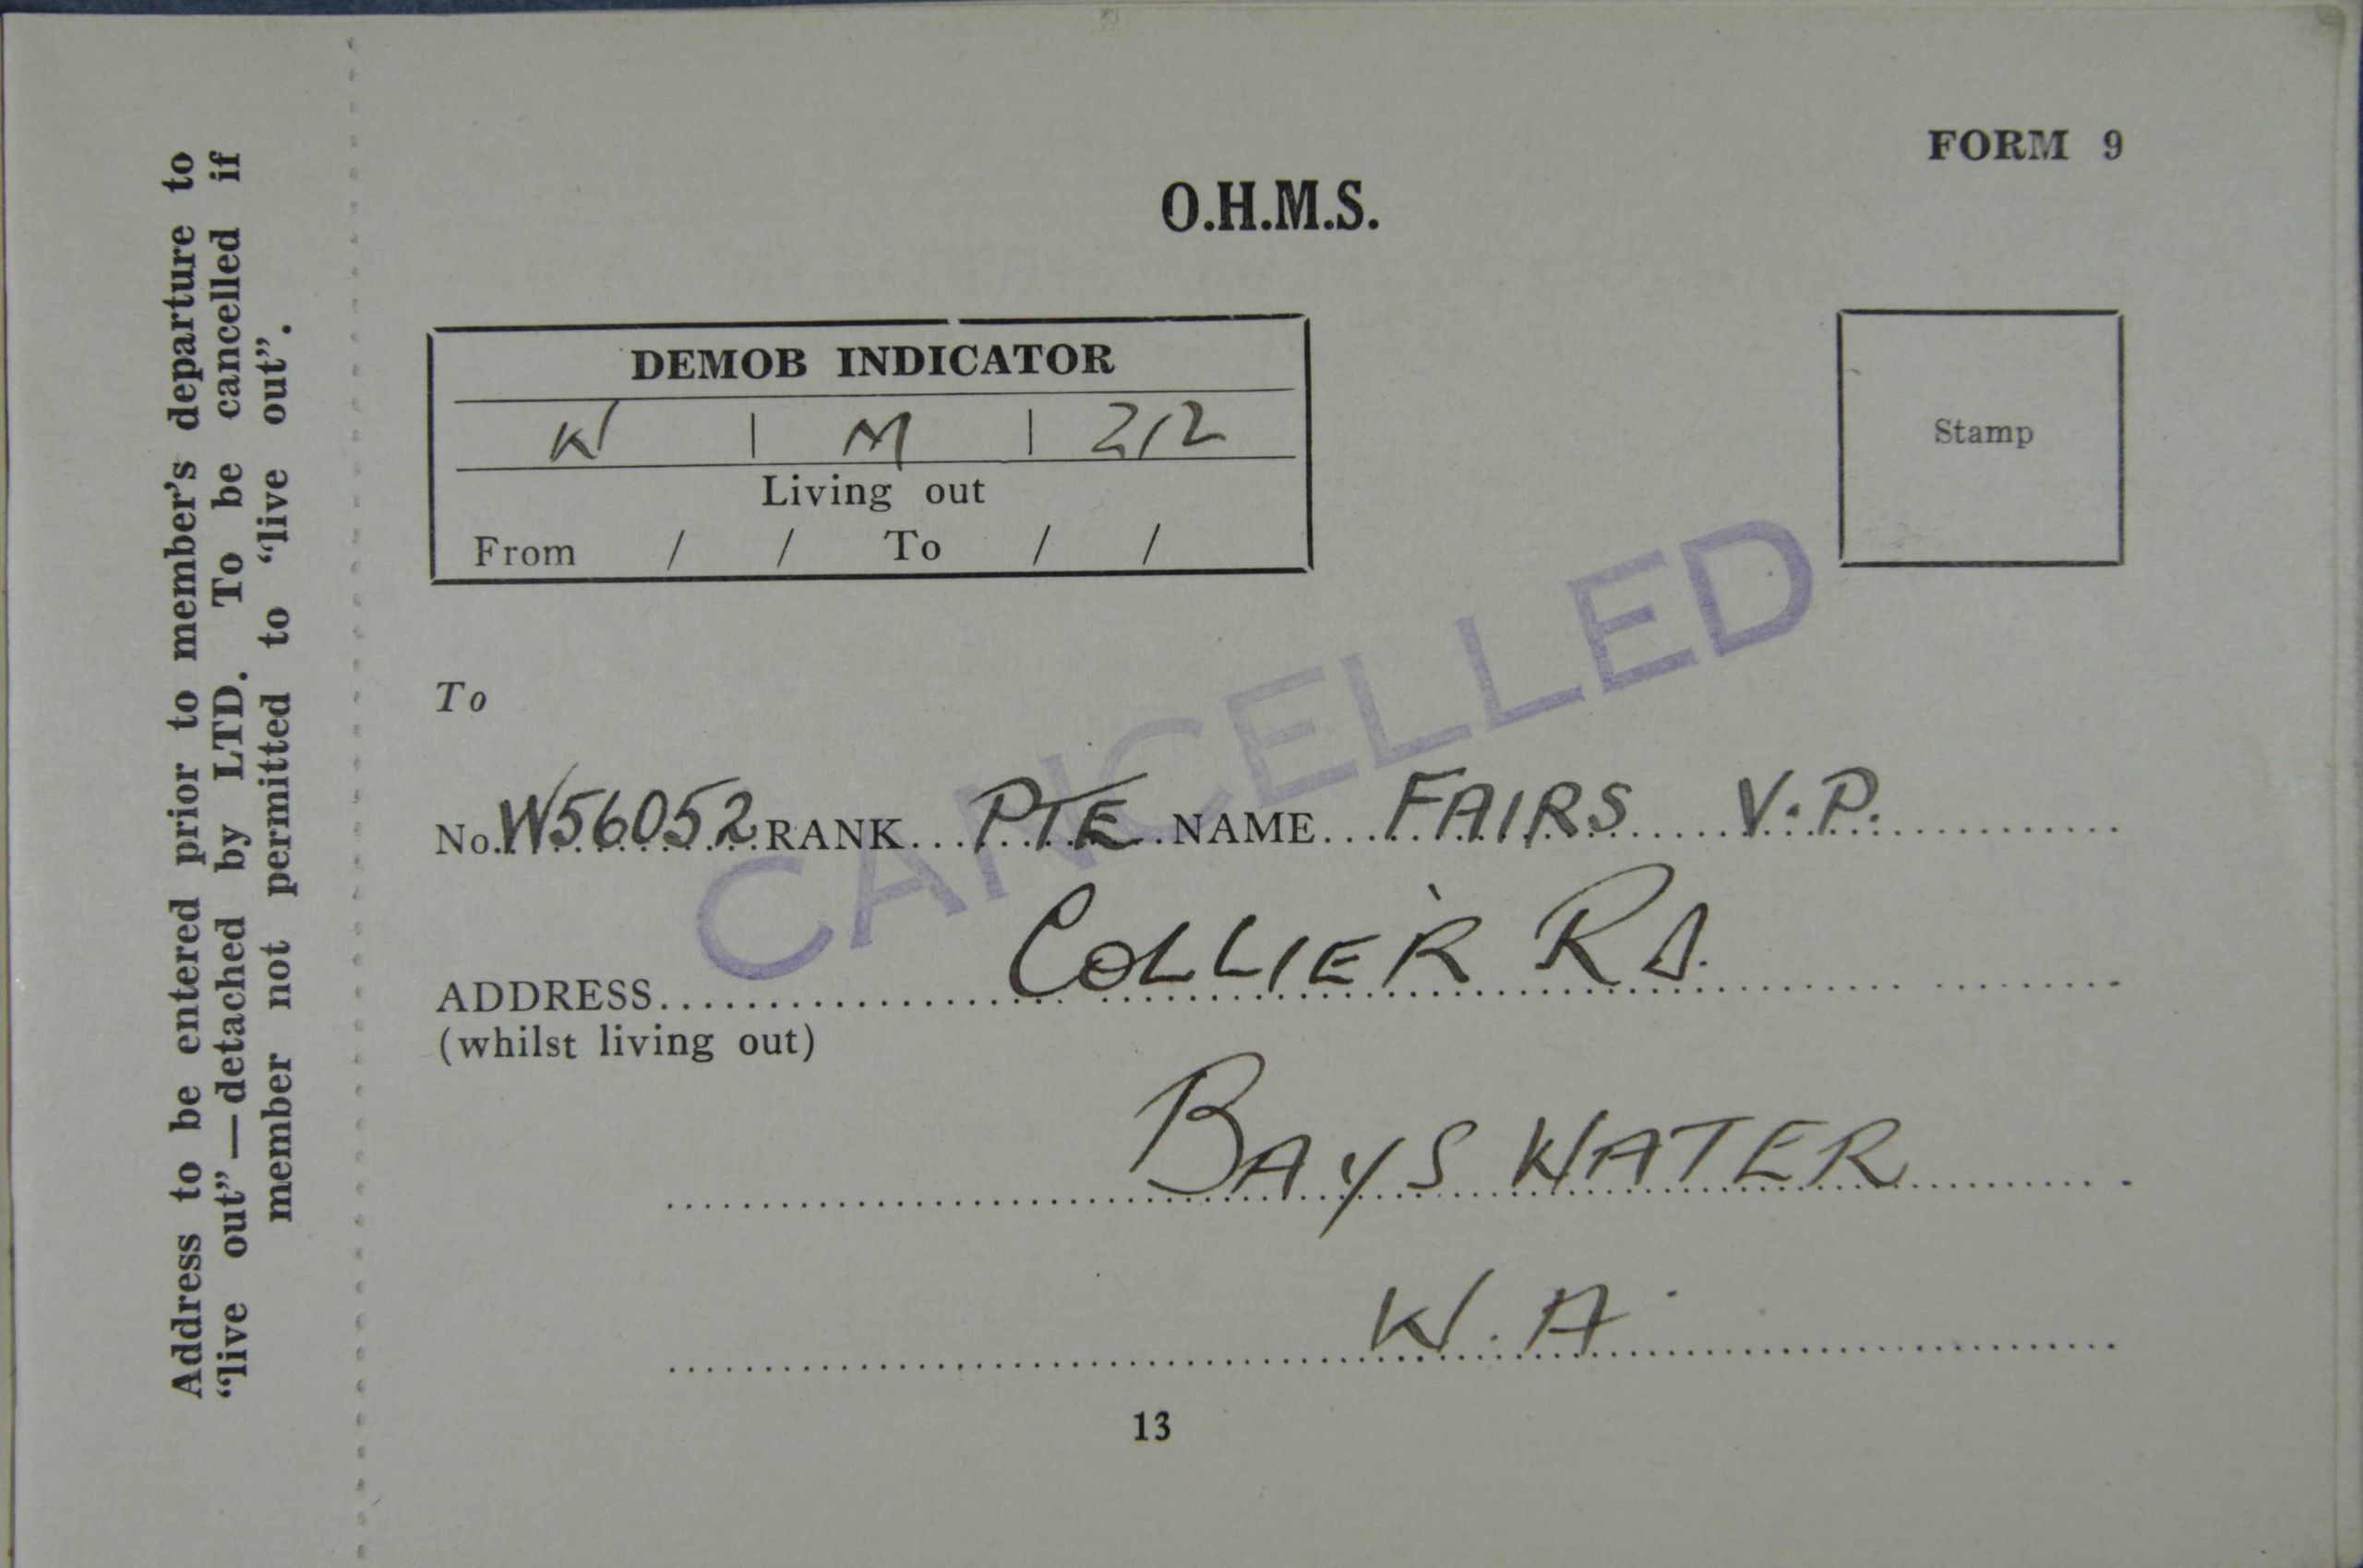 Address to be entered prior to member's departure to
“live out”—detached by LTD. To be cancelled if
member not permitted to “live out”.
FORM 9
O.H.M.S.
DEMOB INDICATOR
W | M | 212
Living out
From / / To / /
Stamp
CANCELLED
To
No. W56052 RANK PTE NAME FAIRS V.P.
ADDRESS COLLIER RD.
(whilst living out)
BAYSWATER
W.A.
13